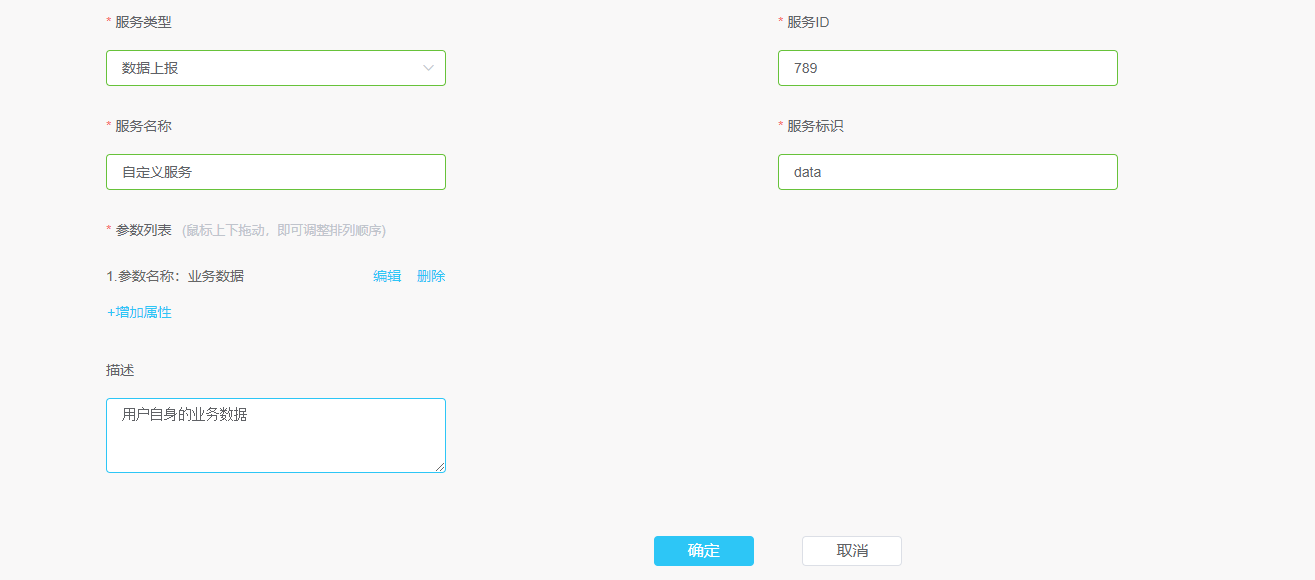 * 服务类型
* 服务ID
数据上报
789
* 服务名称
* 服务标识
自定义服务
data
* 参数列表 (鼠标上下拖动，即可调整排列顺序)
1.参数名称：业务数据 编辑 删除
+增加属性
描述
用户自身的业务数据
确定 取消